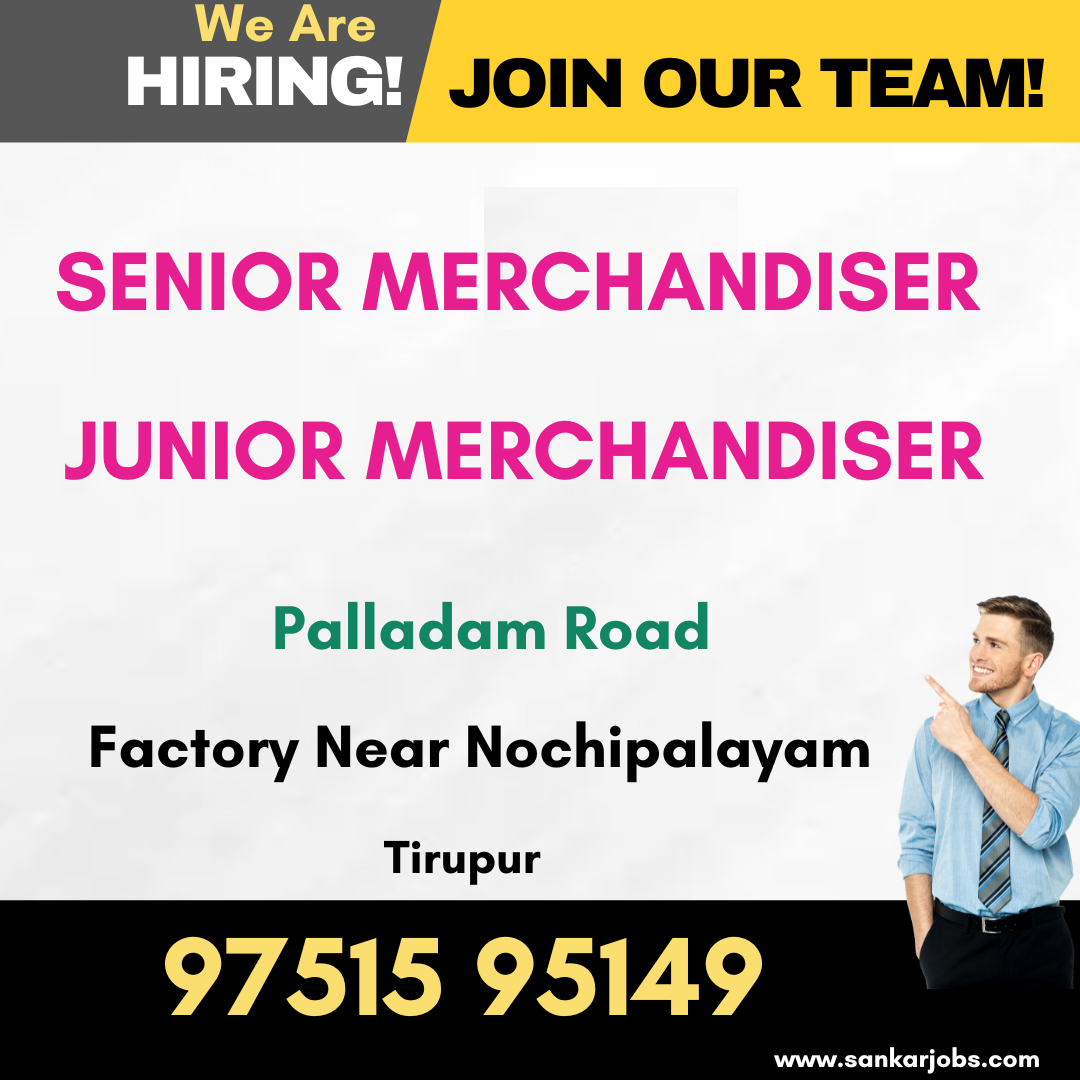 We Are
HIRING!
JOIN OUR TEAM!
SENIOR MERCHANDISER
JUNIOR MERCHANDISER
Palladam Road
Factory Near Nochipalayam
Tirupur
97515 95149
www.sankarjobs.com